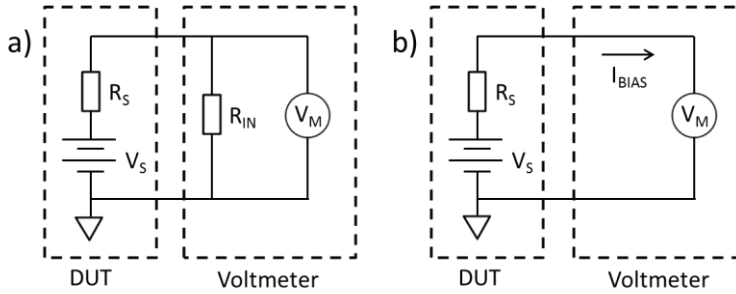 a)
R_S
V_S
R_IN
V_M
DUT
Voltmeter
b)
I_BIAS
R_S
V_S
V_M
DUT
Voltmeter